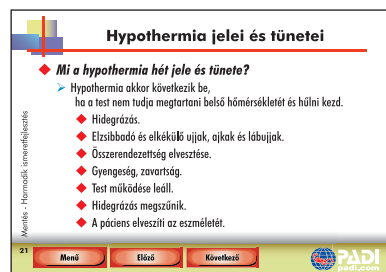 Hypothermia jelei és tünetei
Mi a hypothermia hét jele és tünete?
Hypothermia akkor következik be,
ha a test nem tudja megtartani belső hőmérsékletét és hűlni kezd.
Hidegrázás.
Elzsibbadó és elkékülő ujjak, ajkak és lábujjak.
Összerendezettség elvesztése.
Gyengeség, zavartság.
Test működése leáll.
Hidegrázás megszűnik.
A páciens elveszíti az eszméletét.
Mentés - Harmadik ismeretfejlesztés
21
Menü
Előző
Következő
PADI
padi.com